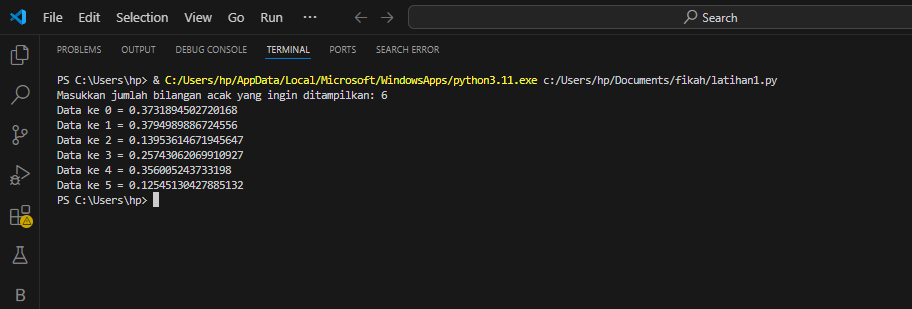 File Edit Selection View Go Run ··· Search
PROBLEMS OUTPUT DEBUG CONSOLE TERMINAL PORTS SEARCH ERROR
PS C:\Users\hp> & C:/Users/hp/AppData/Local/Microsoft/WindowsApps/python3.11.exe c:/Users/hp/Documents/fikah/latihan1.py
Masukkan jumlah bilangan acak yang ingin ditampilkan: 6
Data ke 0 = 0.3731894502720168
Data ke 1 = 0.3794989886724556
Data ke 2 = 0.13953614671945647
Data ke 3 = 0.25743062069910927
Data ke 4 = 0.356005243733198
Data ke 5 = 0.12545130427885132
PS C:\Users\hp>
B